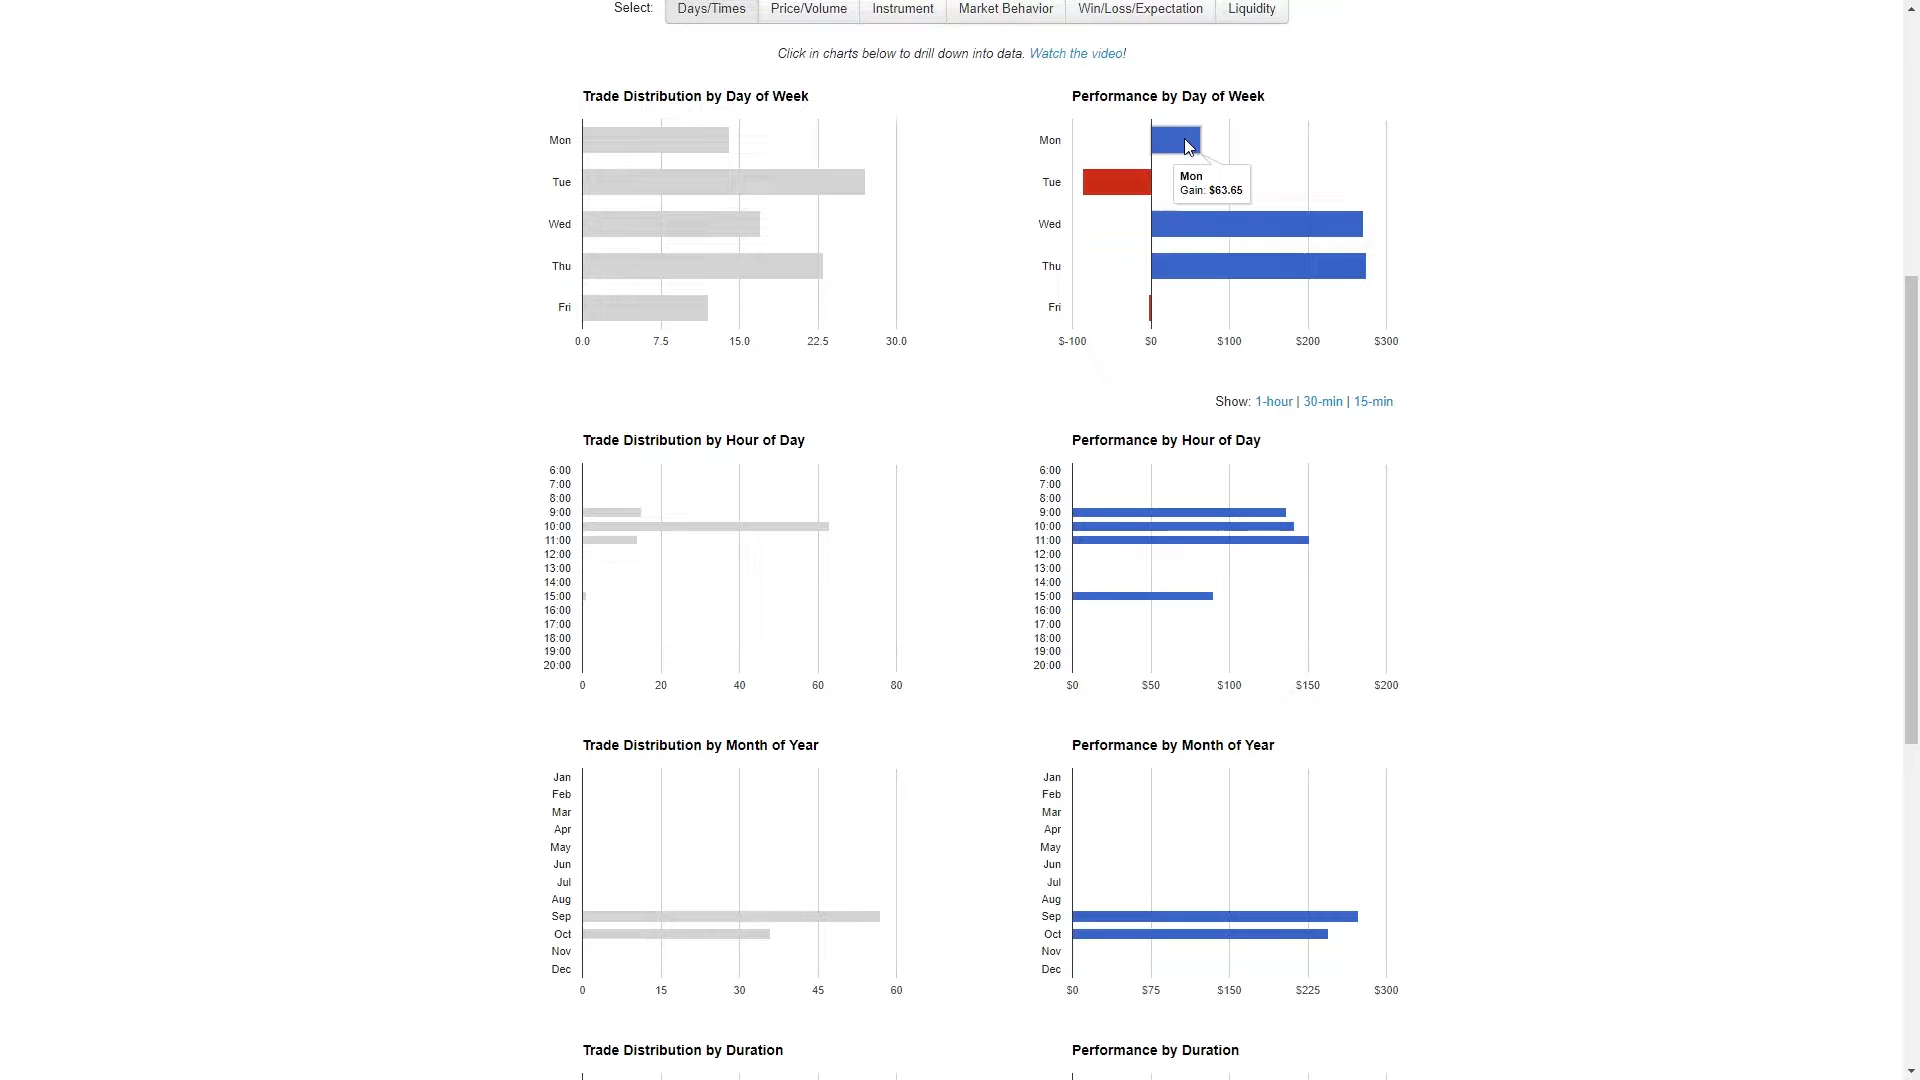 Select: Days/Times Price/Volume Instrument Market Behavior Win/Loss/Expectation Liquidity
Click in charts below to drill down into data. Watch the video!
Trade Distribution by Day of Week
Mon
Tue
Wed
Thu
Fri
0.0 7.5 15.0 22.5 30.0
Performance by Day of Week
Mon
Tue
Wed
Thu
Fri
Mon
Gain: $63.65
$-100 $0 $100 $200 $300
Show: 1-hour | 30-min | 15-min
Trade Distribution by Hour of Day
6:00
7:00
8:00
9:00
10:00
11:00
12:00
13:00
14:00
15:00
16:00
17:00
18:00
19:00
20:00
0 20 40 60 80
Performance by Hour of Day
6:00
7:00
8:00
9:00
10:00
11:00
12:00
13:00
14:00
15:00
16:00
17:00
18:00
19:00
20:00
$0 $50 $100 $150 $200
Trade Distribution by Month of Year
Jan
Feb
Mar
Apr
May
Jun
Jul
Aug
Sep
Oct
Nov
Dec
0 15 30 45 60
Performance by Month of Year
Jan
Feb
Mar
Apr
May
Jun
Jul
Aug
Sep
Oct
Nov
Dec
$0 $75 $150 $225 $300
Trade Distribution by Duration
Performance by Duration